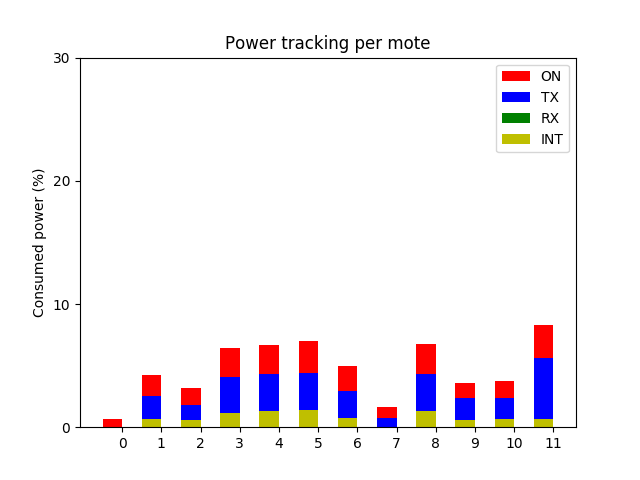 Power tracking per mote
ON
TX
RX
INT
Consumed power (%)
30
20
10
0
0 1 2 3 4 5 6 7 8 9 10 11